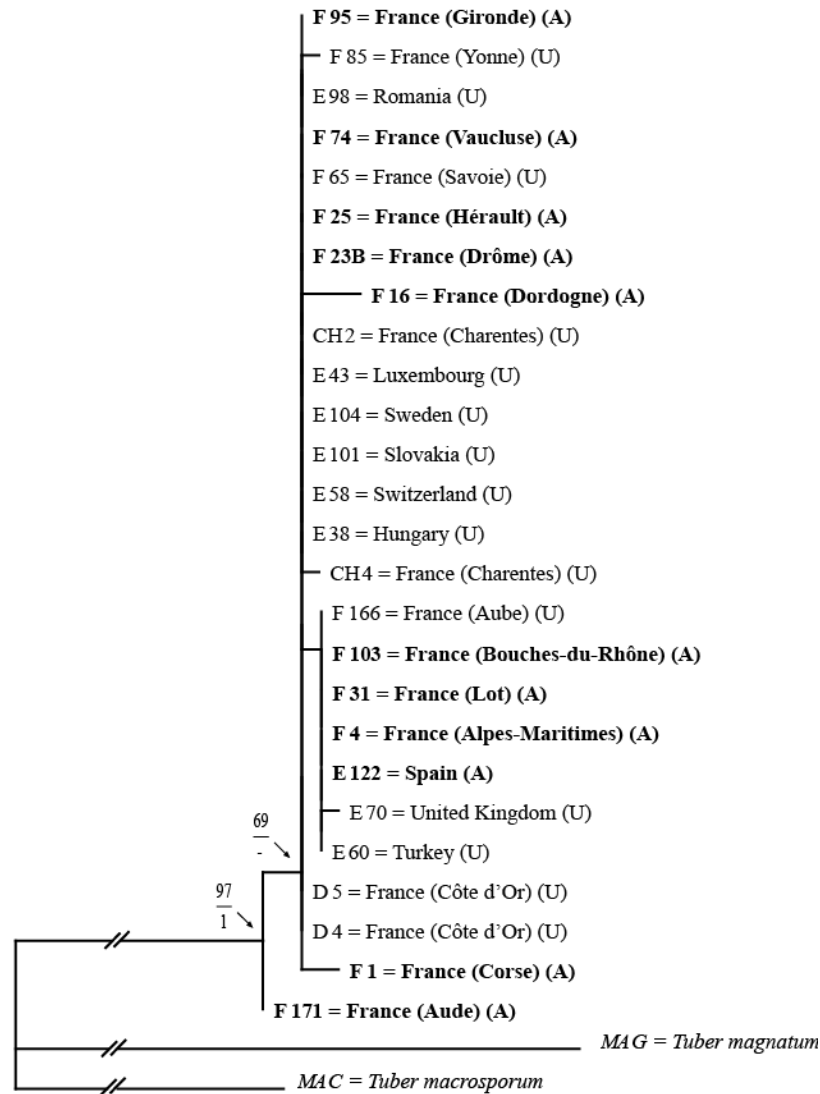 F 95 = France (Gironde) (A)
F 85 = France (Yonne) (U)
E 98 = Romania (U)
F 74 = France (Vaucluse) (A)
F 65 = France (Savoie) (U)
F 25 = France (Hérault) (A)
F 23B = France (Drôme) (A)
F 16 = France (Dordogne) (A)
CH2 = France (Charentes) (U)
E 43 = Luxembourg (U)
E 104 = Sweden (U)
E 101 = Slovakia (U)
E 58 = Switzerland (U)
E 38 = Hungary (U)
CH4 = France (Charentes) (U)
F 166 = France (Aube) (U)
F 103 = France (Bouches-du-Rhône) (A)
F 31 = France (Lot) (A)
F 4 = France (Alpes-Maritimes) (A)
E 122 = Spain (A)
E 70 = United Kingdom (U)
69
-
E 60 = Turkey (U)
D 5 = France (Côte d’Or) (U)
97
1
D 4 = France (Côte d’Or) (U)
F 1 = France (Corse) (A)
F 171 = France (Aude) (A)
MAG = Tuber magnatum
MAC = Tuber macrosporum